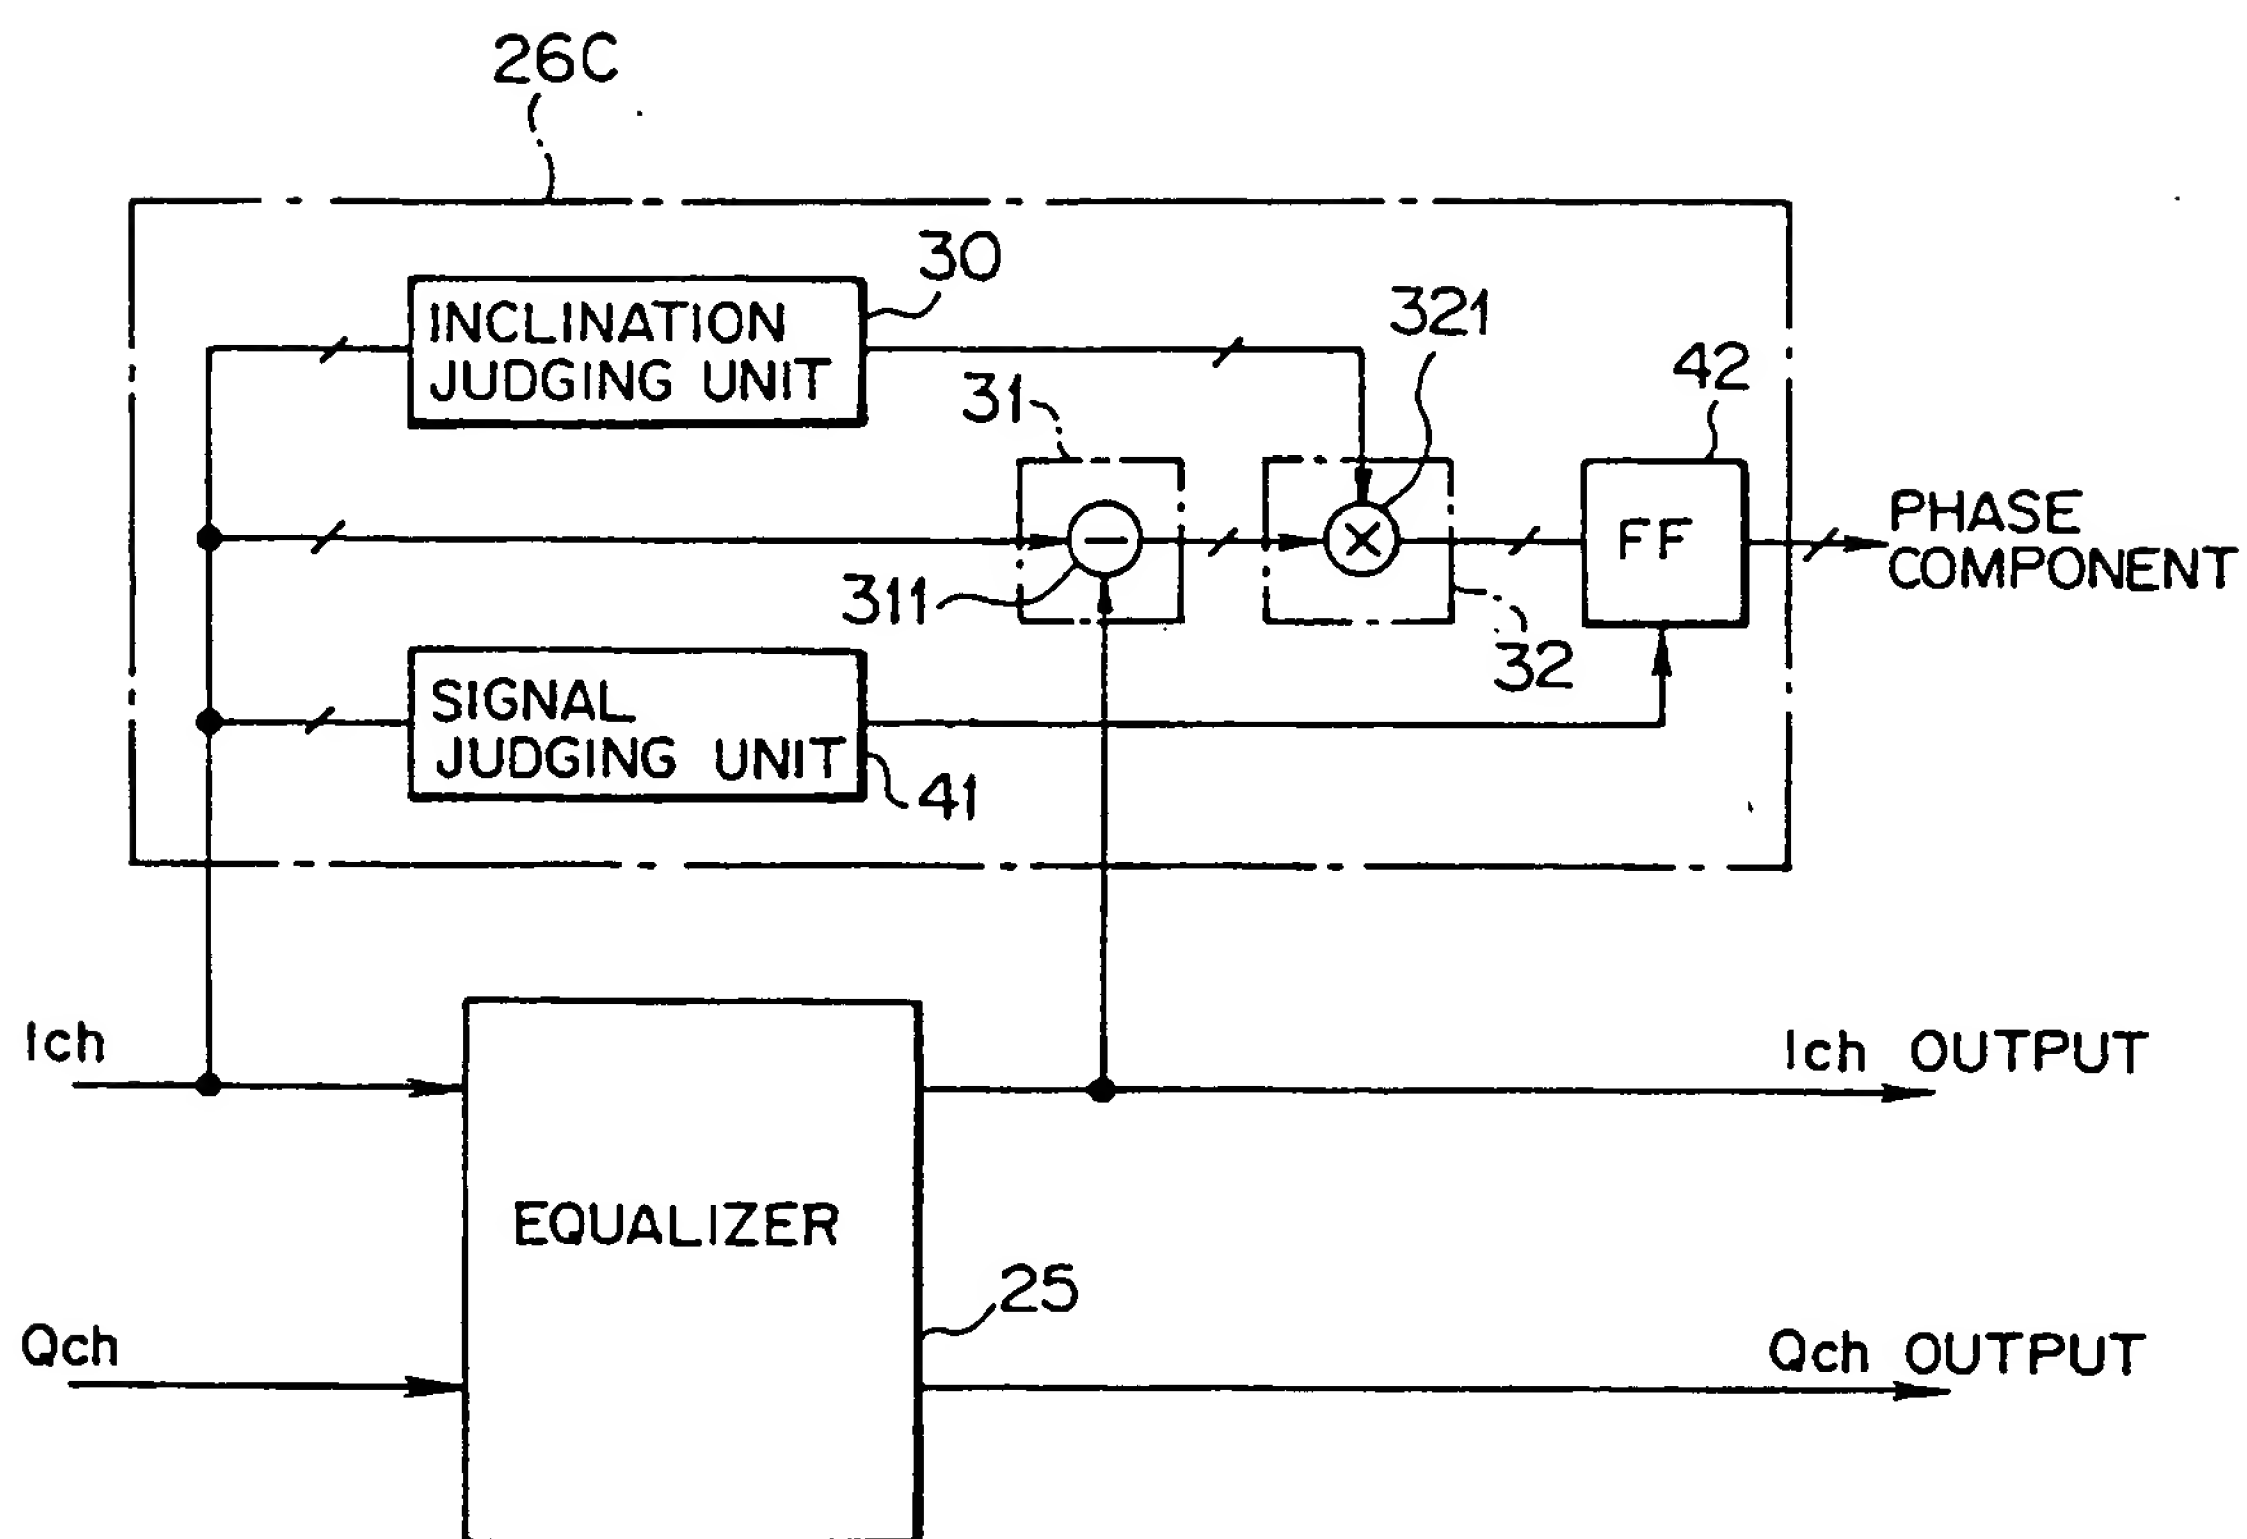 26C
30
INCLINATION
JUDGING UNIT
321
42
31
−
×
FF
PHASE
COMPONENT
311
32
SIGNAL
JUDGING UNIT
41
Ich
Ich OUTPUT
EQUALIZER
25
Qch
Qch OUTPUT